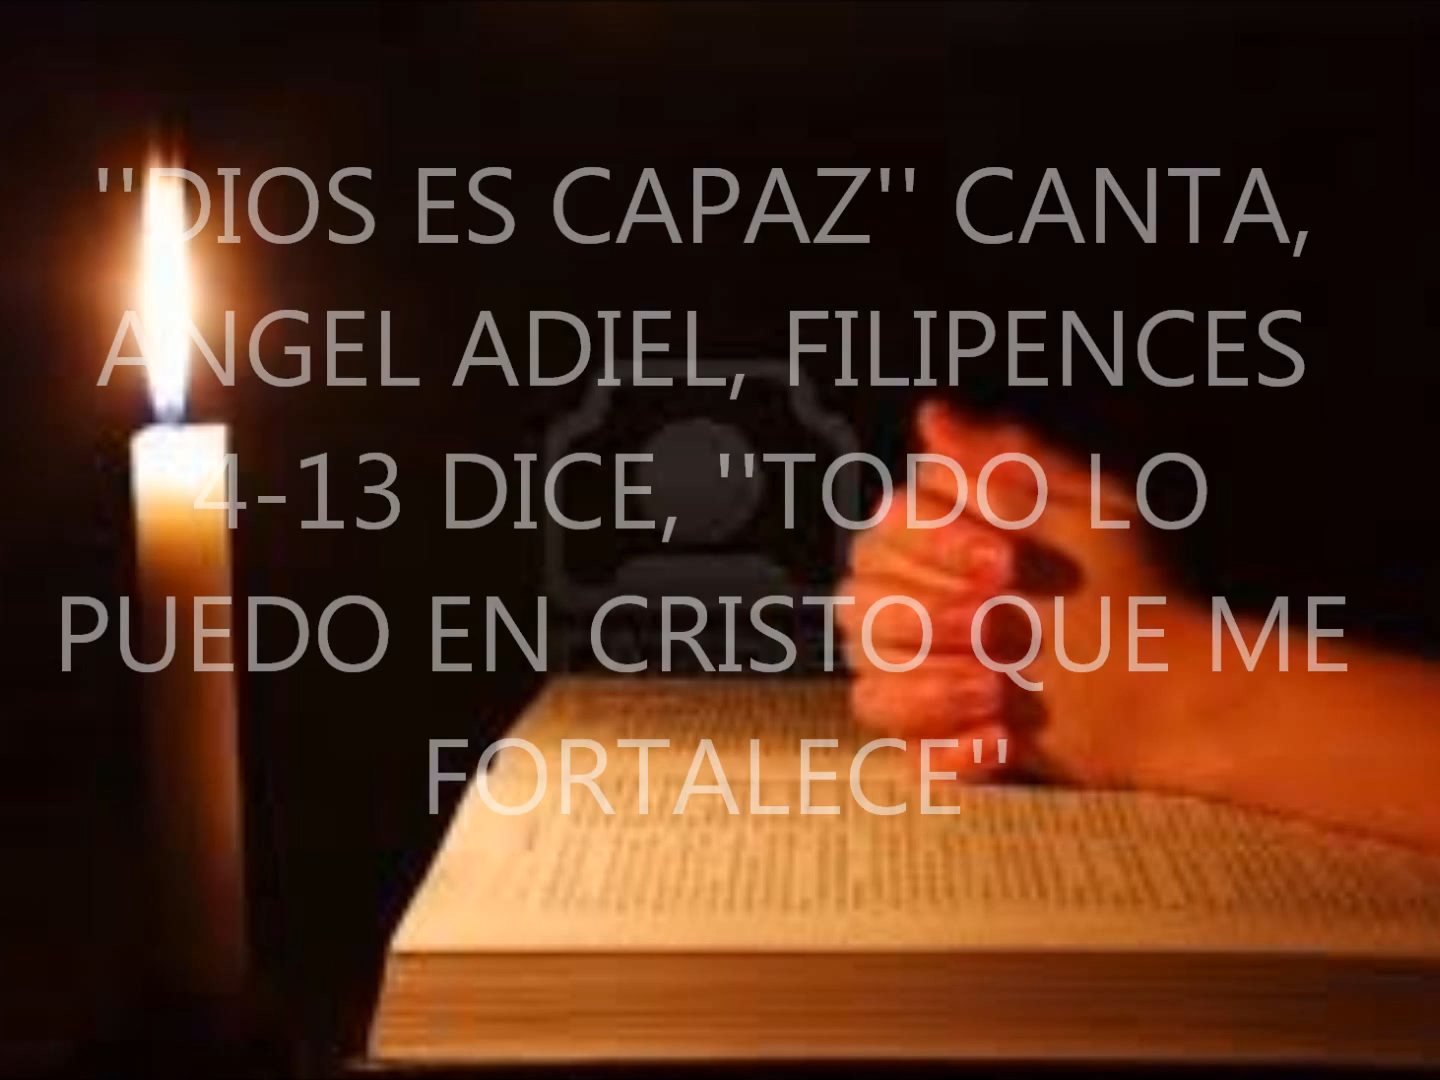 "DIOS ES CAPAZ" CANTA,
ANGEL ADIEL, FILIPENCES
4-13 DICE, "TODO LO
PUEDO EN CRISTO QUE ME
FORTALECE"